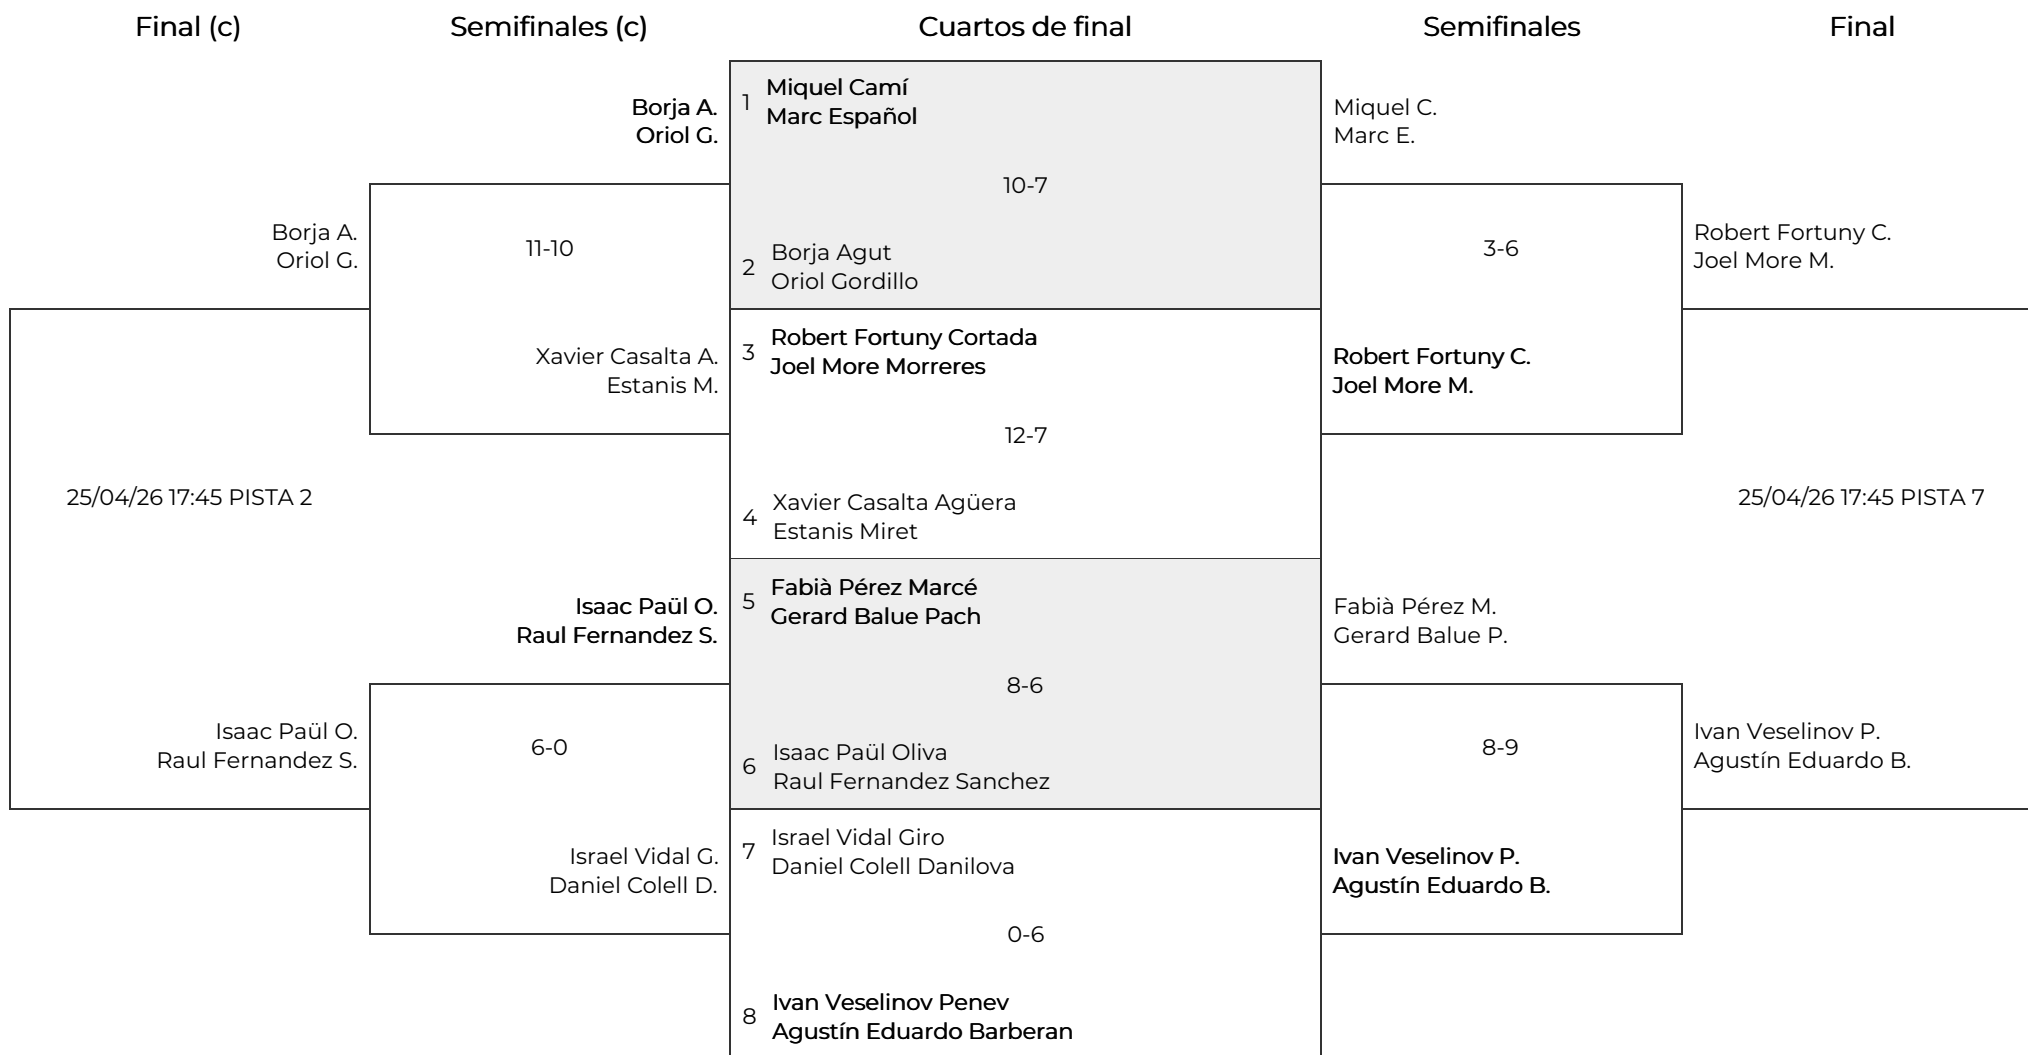 Final (c)
Semifinales (c)
Cuartos de final
Semifinales
Final
Borja A.
Oriol G.
1
Miquel Camí
Marc Español
Miquel C.
Marc E.
10-7
Borja A.
Oriol G.
11-10
2
Borja Agut
Oriol Gordillo
3-6
Robert Fortuny C.
Joel More M.
Xavier Casalta A.
Estanis M.
3
Robert Fortuny Cortada
Joel More Morreres
Robert Fortuny C.
Joel More M.
12-7
25/04/26 17:45 PISTA 2
4
Xavier Casalta Agüera
Estanis Miret
25/04/26 17:45 PISTA 7
Isaac Paül O.
Raul Fernandez S.
5
Fabià Pérez Marcé
Gerard Balue Pach
Fabià Pérez M.
Gerard Balue P.
8-6
Isaac Paül O.
Raul Fernandez S.
6-0
6
Isaac Paül Oliva
Raul Fernandez Sanchez
8-9
Ivan Veselinov P.
Agustín Eduardo B.
Israel Vidal G.
Daniel Colell D.
7
Israel Vidal Giro
Daniel Colell Danilova
Ivan Veselinov P.
Agustín Eduardo B.
0-6
8
Ivan Veselinov Penev
Agustín Eduardo Barberan